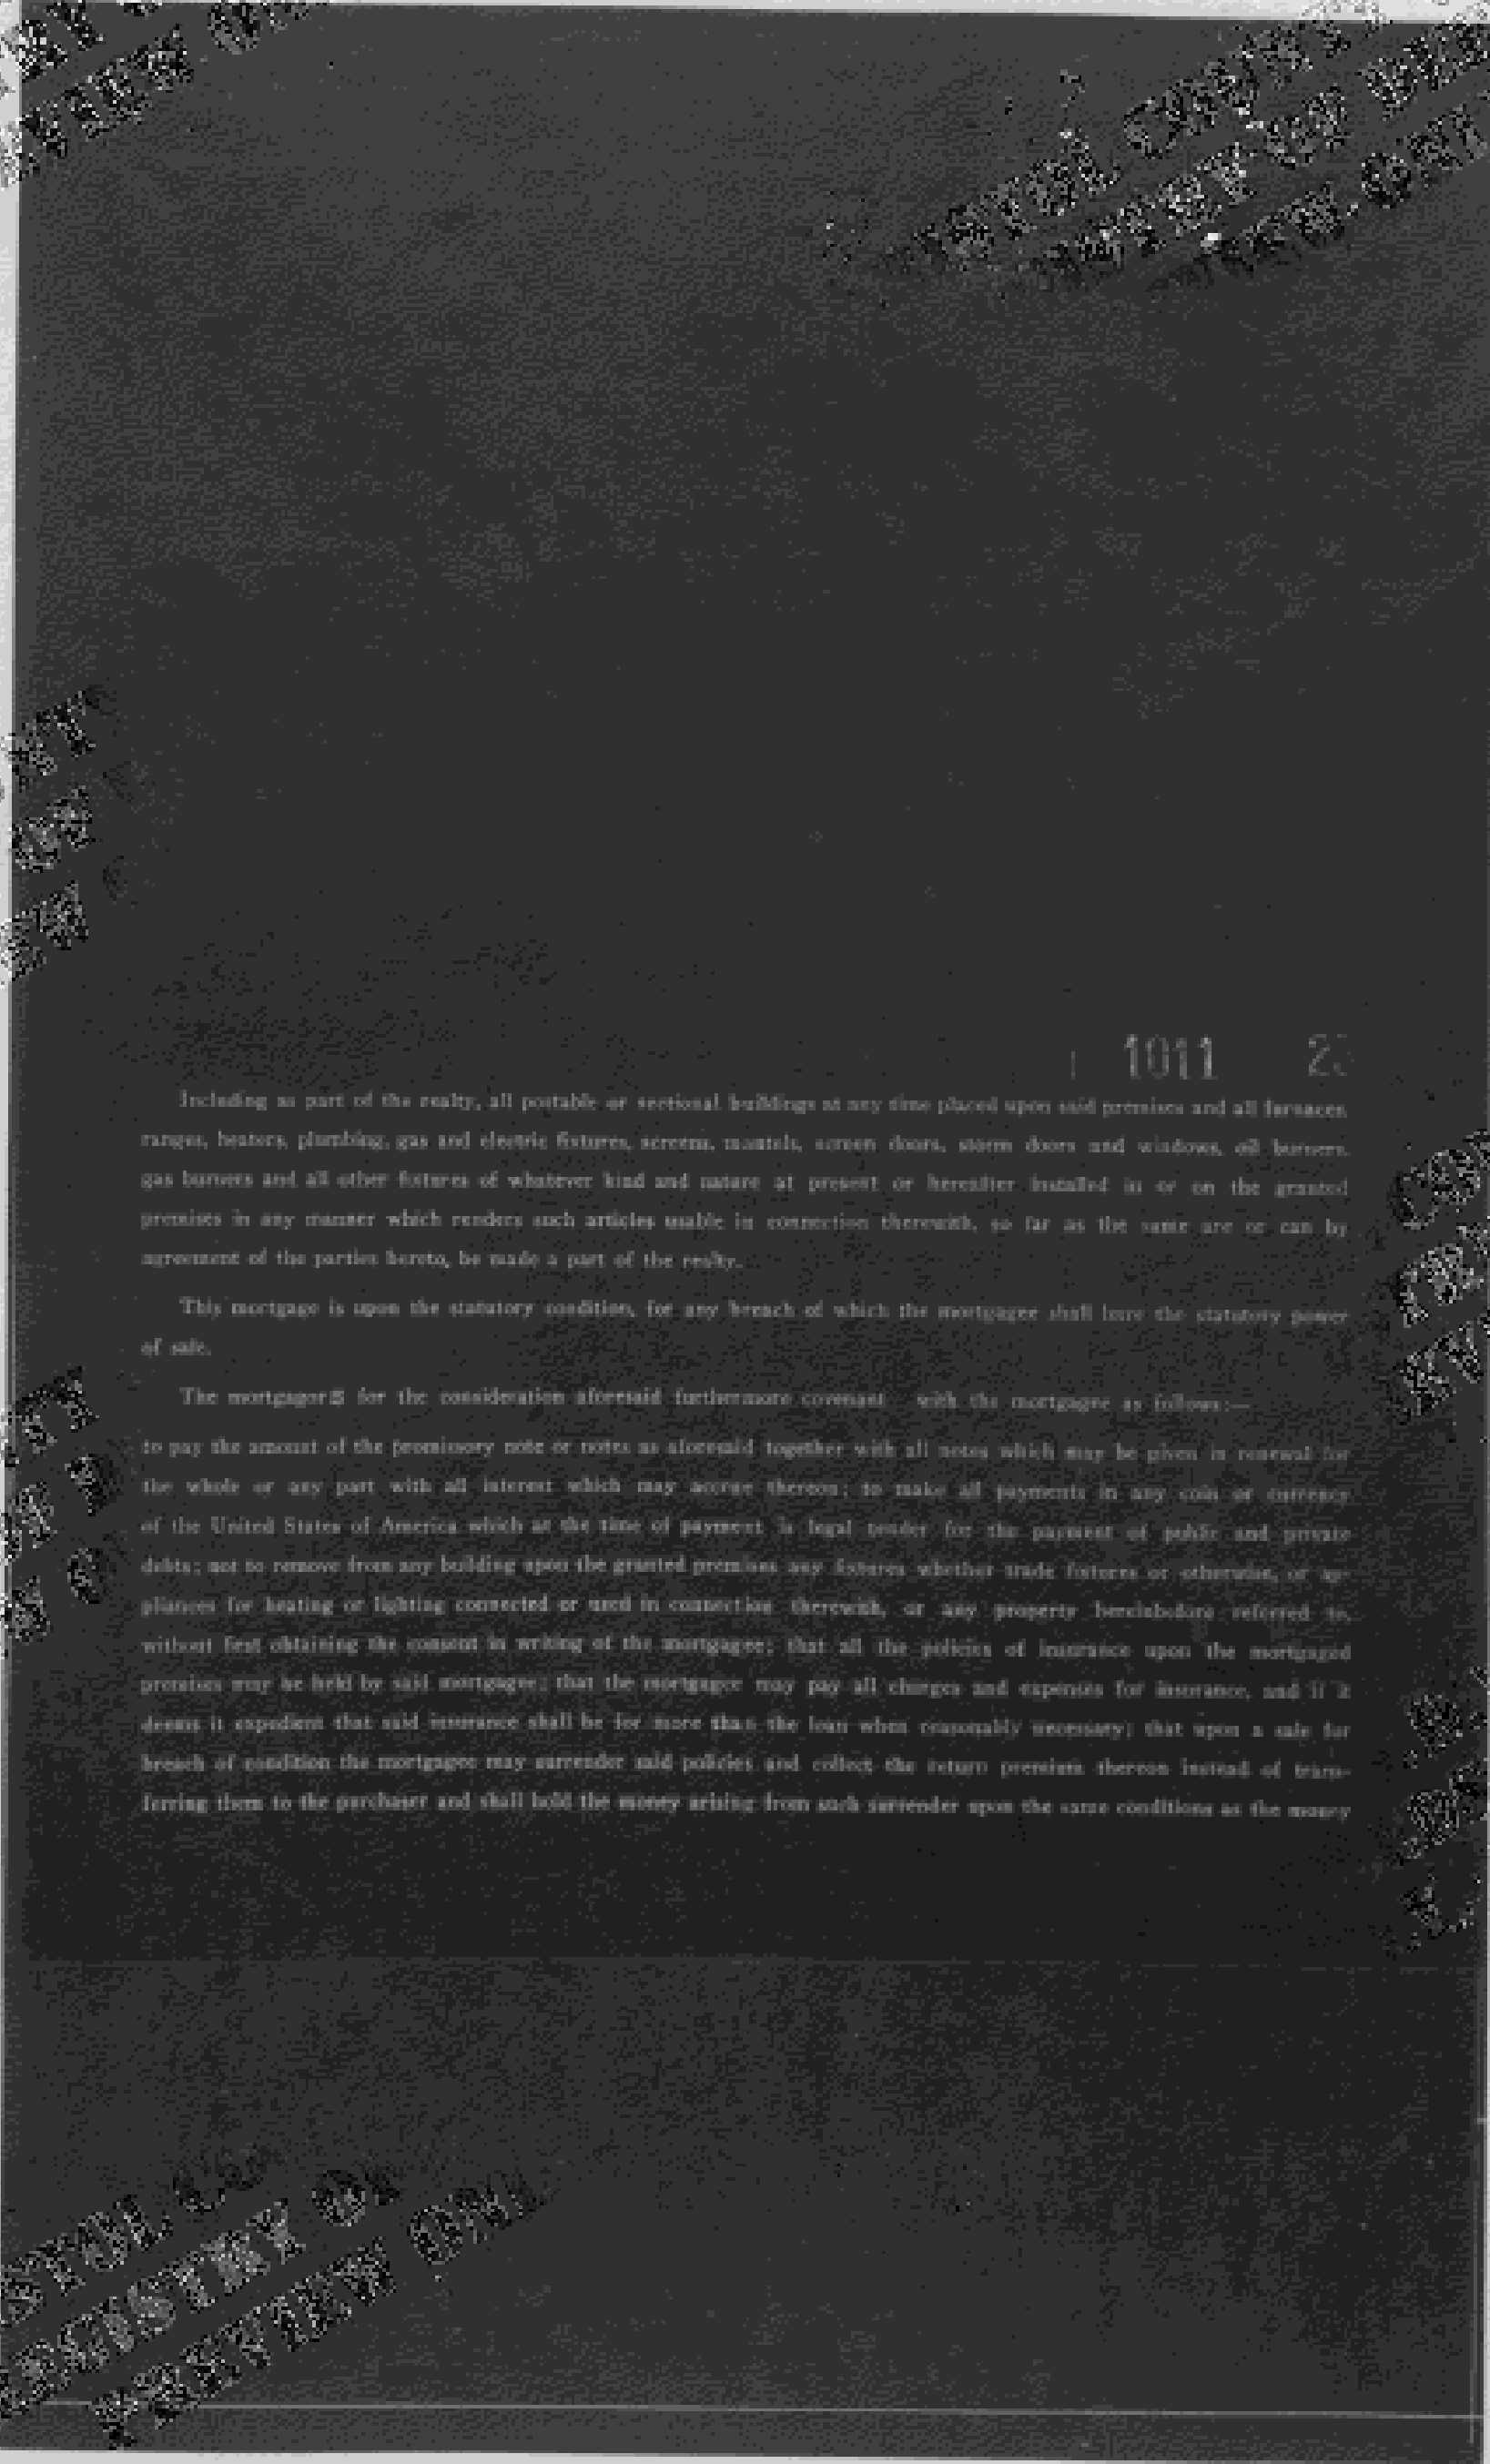 1011
Including as part of the realty, all portable or sectional buildings at any time placed upon said premises and all furnaces,
ranges, heaters, plumbing, gas and electric fixtures, screens, mantels, screen doors, storm doors and windows, oil burners,
gas burners and all other fixtures of whatever kind and nature at present or hereafter installed in or on the granted
premises in any manner which renders such articles usable in connection therewith, so far as the same are or can by
agreement of the parties hereto, be made a part of the realty.
This mortgage is upon the statutory condition, for any breach of which the mortgagee shall have the statutory power
of sale.
The mortgagors for the consideration aforesaid furthermore covenant with the mortgagee as follows:—
to pay the amount of the promissory note or notes as aforesaid together with all notes which may be given in renewal for
the whole or any part with all interest which may accrue thereon; to make all payments in any coin or currency
of the United States of America which at the time of payment is legal tender for the payment of public and private
debts; not to remove from any building upon the granted premises any fixtures whether trade fixtures or otherwise, or ap-
pliances for heating or lighting connected or used in connection therewith, or any property hereinbefore referred to,
without first obtaining the consent in writing of the mortgagee; that all the policies of insurance upon the mortgaged
premises may be held by said mortgagee; that the mortgagee may pay all charges and expenses for insurance, and if it
deems it expedient that said insurance shall be for more than the loan when reasonably necessary; that upon a sale for
breach of condition the mortgagee may surrender said policies and collect the return premium thereon instead of trans-
ferring them to the purchaser and shall hold the money arising from such surrender upon the same conditions as the money
STOL CO
REGISTRY OF
PREVIEW ONL